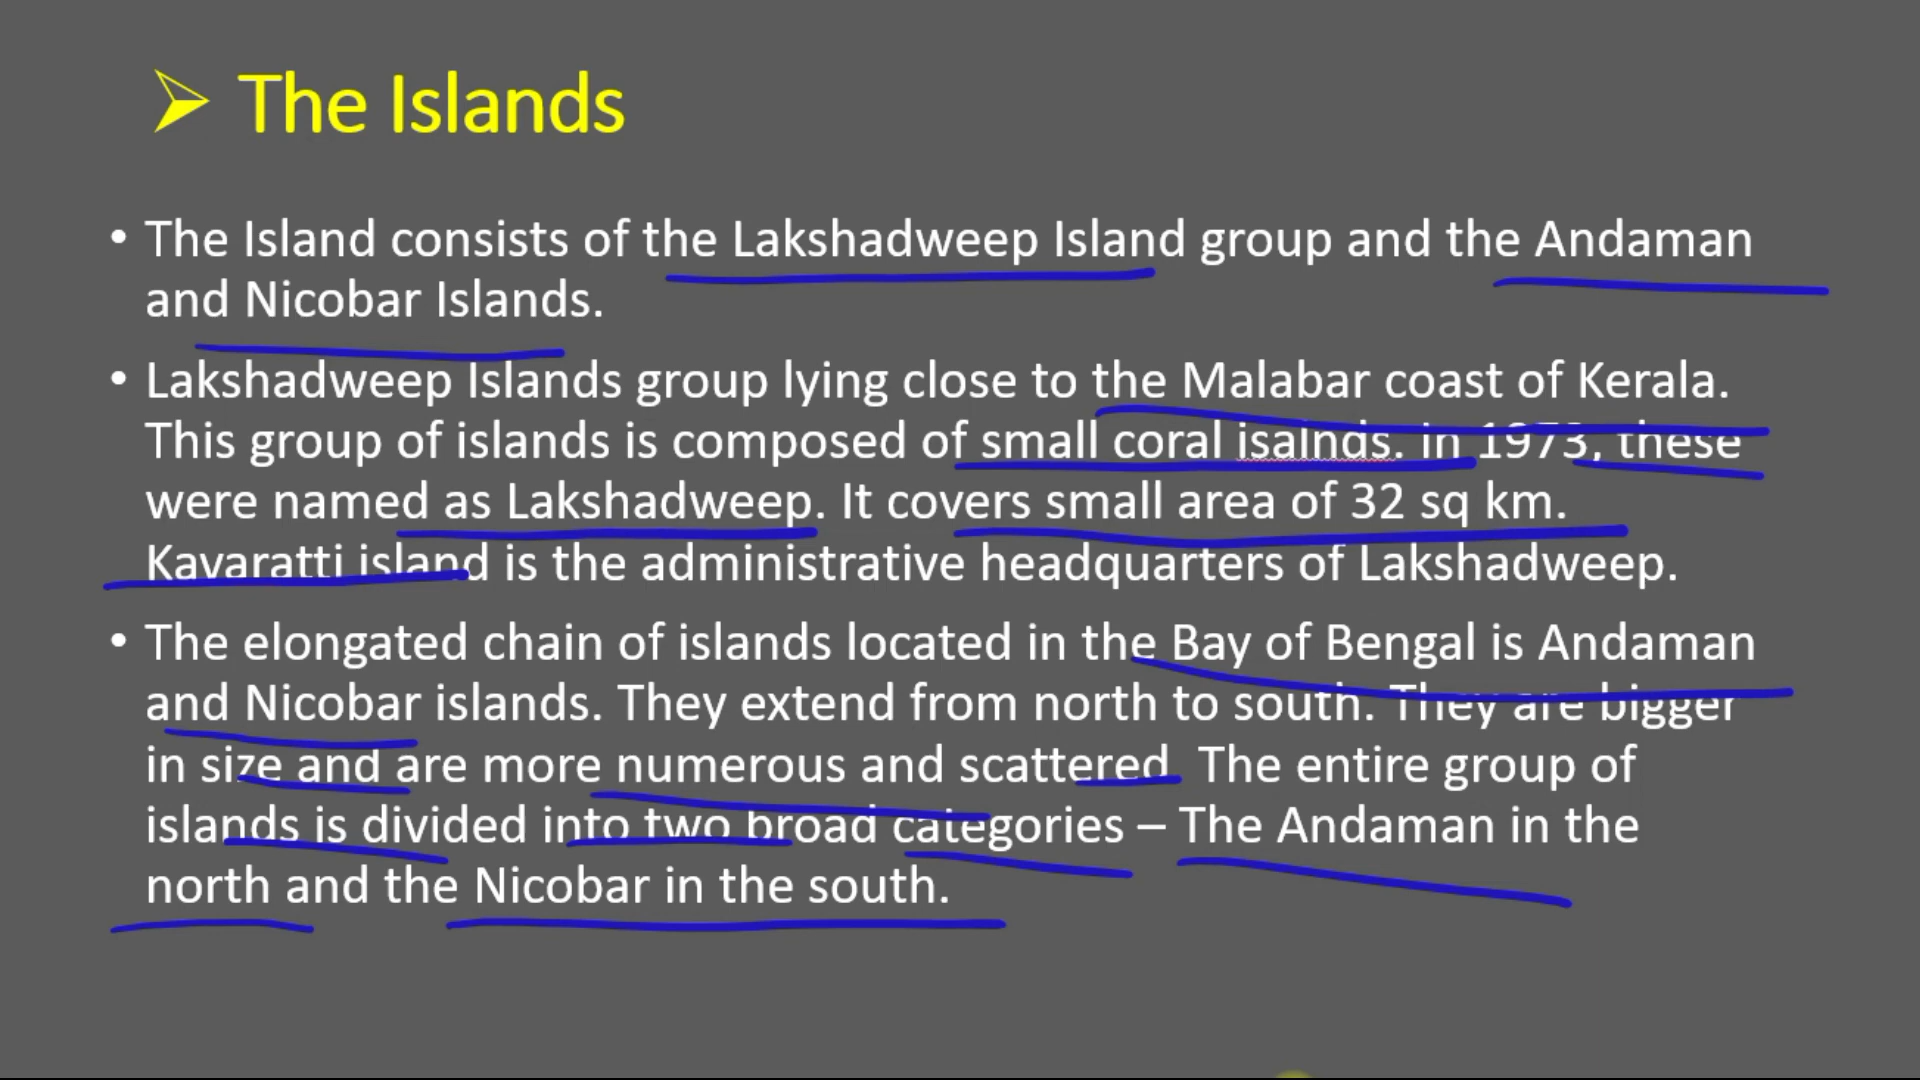 The Islands
• The Island consists of the Lakshadweep Island group and the Andaman
and Nicobar Islands.
• Lakshadweep Islands group lying close to the Malabar coast of Kerala.
This group of islands is composed of small coral isalnds. In 1973, these
were named as Lakshadweep. It covers small area of 32 sq km.
Kavaratti island is the administrative headquarters of Lakshadweep.
• The elongated chain of islands located in the Bay of Bengal is Andaman
and Nicobar islands. They extend from north to south. They are bigger
in size and are more numerous and scattered. The entire group of
islands is divided into two broad categories – The Andaman in the
north and the Nicobar in the south.